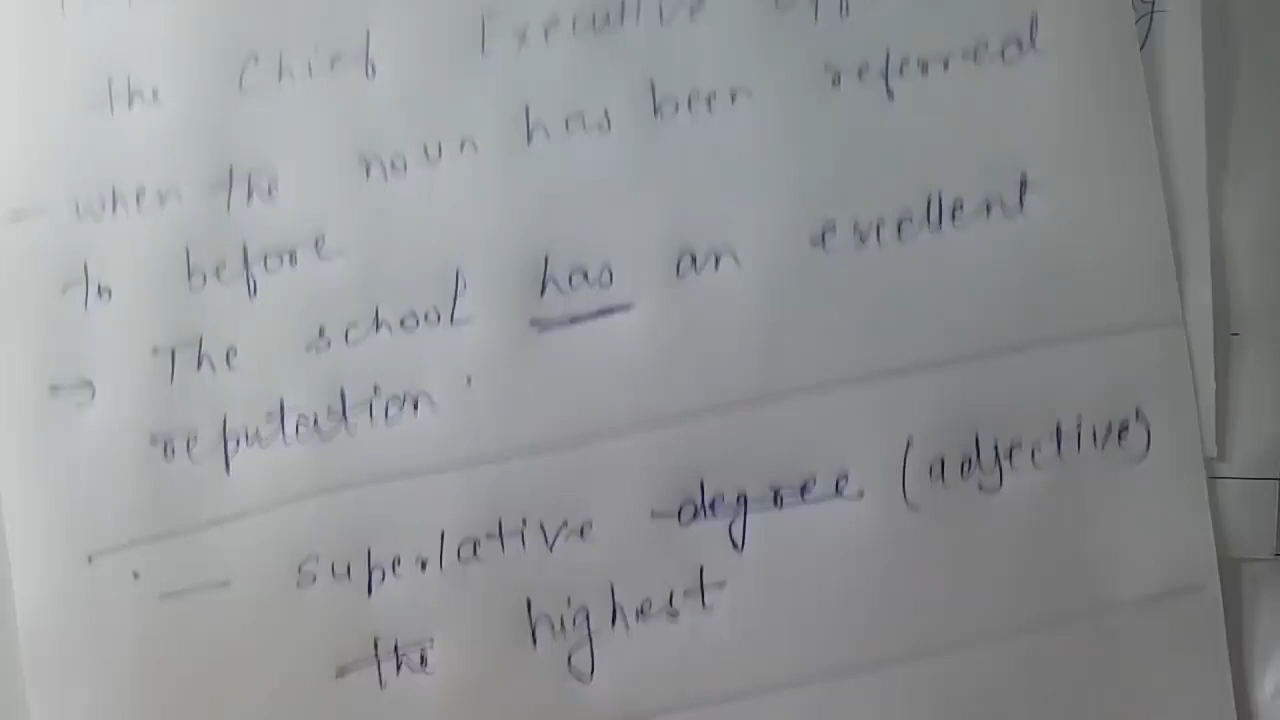 The Chief Executive
- when the noun has been referred
to before
→ The school has an excellent
reputation.
— superlative degree (adjective)
the highest